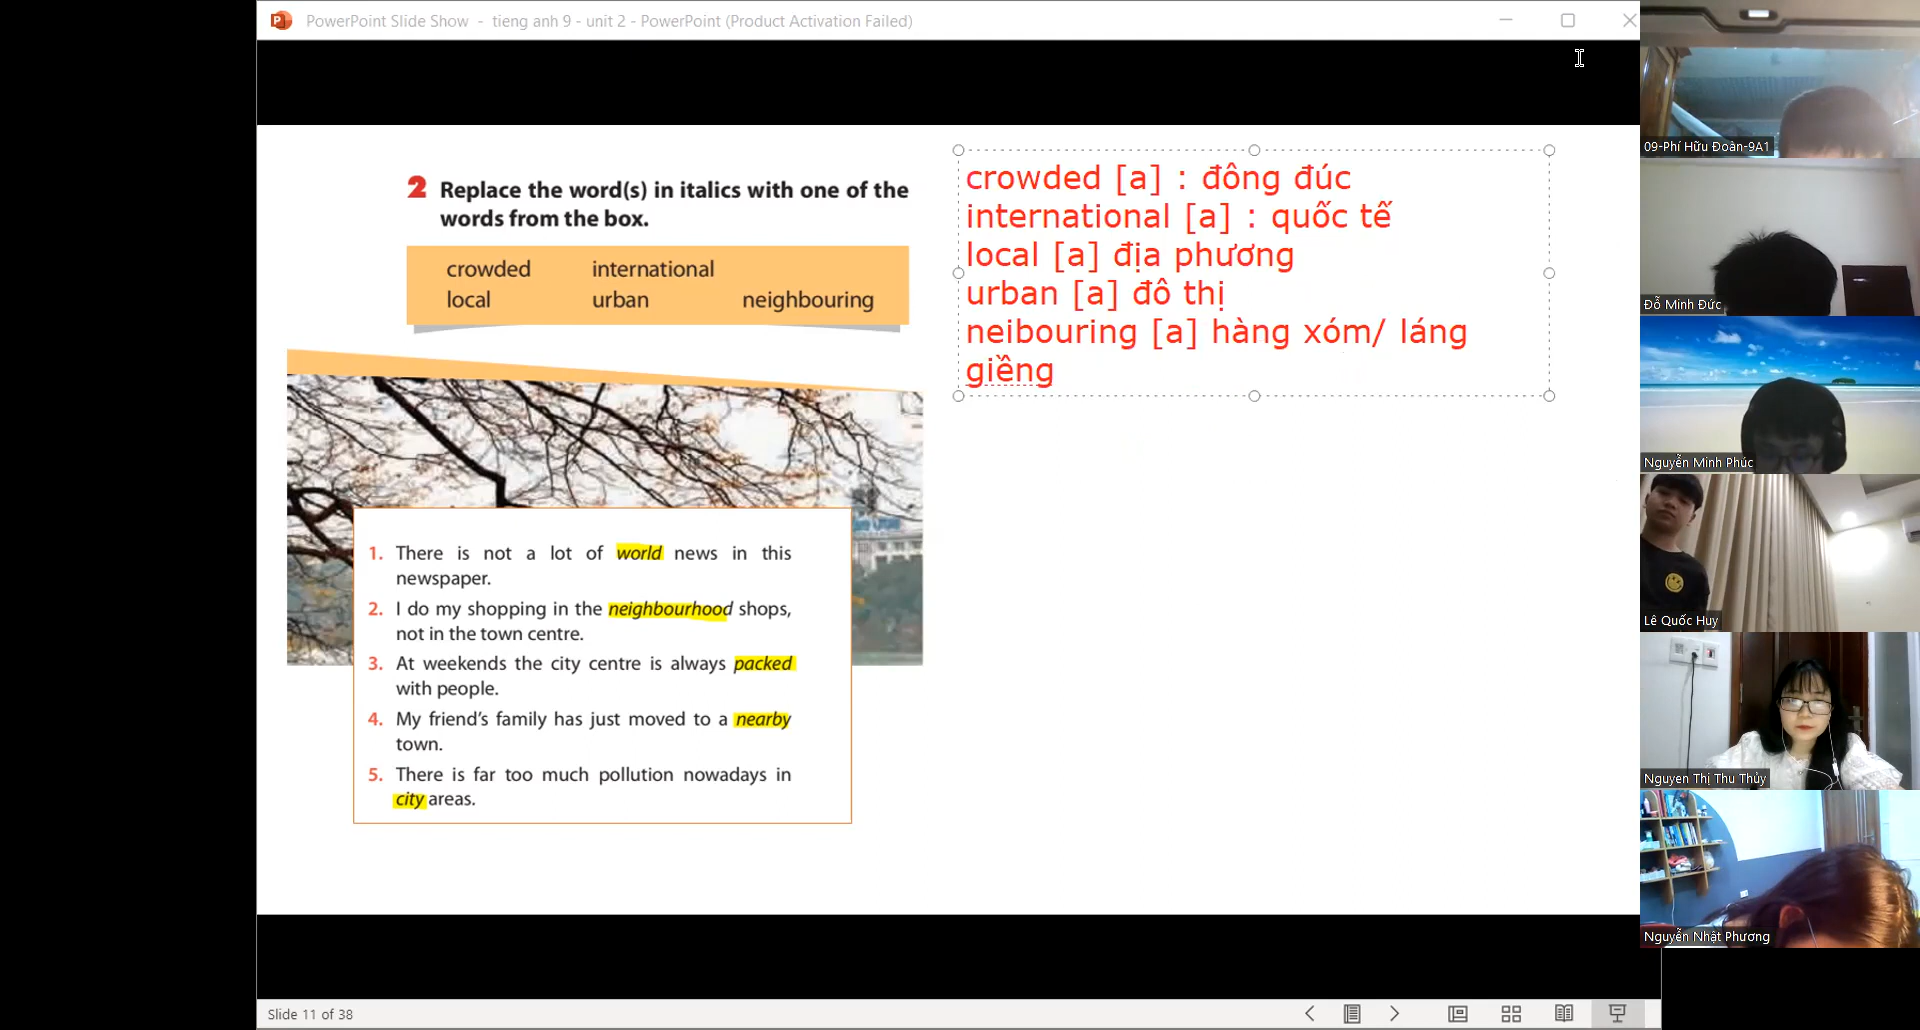 PowerPoint Slide Show - tieng anh 9 - unit 2 - PowerPoint (Product Activation Failed)
2 Replace the word(s) in italics with one of the
words from the box.
crowded international
local urban neighbouring
1. There is not a lot of world news in this
newspaper.
2. I do my shopping in the neighbourhood shops,
not in the town centre.
3. At weekends the city centre is always packed
with people.
4. My friend's family has just moved to a nearby
town.
5. There is far too much pollution nowadays in
city areas.
crowded [a] : đông đúc
international [a] : quốc tế
local [a] địa phương
urban [a] đô thị
neibouring [a] hàng xóm/ láng
giềng
09-Phí Hữu Đoàn-9A1
Đỗ Minh Đức
Nguyễn Minh Phúc
Lê Quốc Huy
Nguyen Thị Thu Thủy
Nguyễn Nhật Phương
Slide 11 of 38